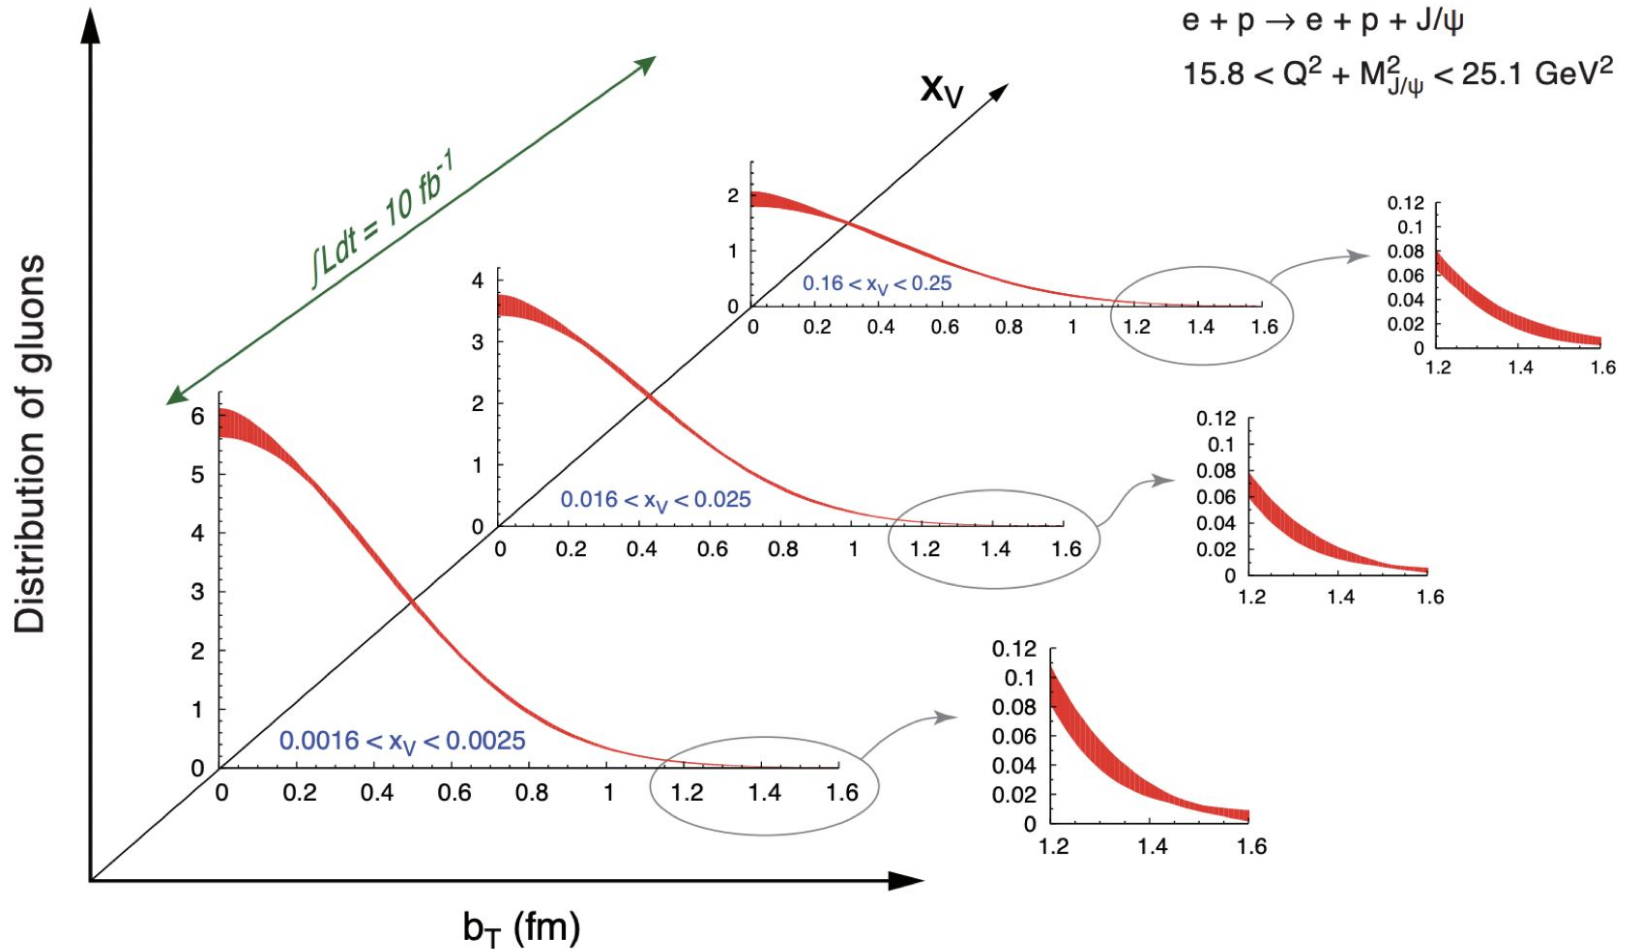 e + p → e + p + J/ψ
15.8 < Q² + M²_J/ψ < 25.1 GeV²
x_V
∫Ldt = 10 fb⁻¹
Distribution of gluons
2
1
0
0.16 < x_V < 0.25
0 0.2 0.4 0.6 0.8 1 1.2 1.4 1.6
0.12
0.1
0.08
0.06
0.04
0.02
0
1.2 1.4 1.6
4
3
2
1
0
0.016 < x_V < 0.025
0 0.2 0.4 0.6 0.8 1 1.2 1.4 1.6
0.12
0.1
0.08
0.06
0.04
0.02
0
1.2 1.4 1.6
6
5
4
3
2
1
0
0.0016 < x_V < 0.0025
0 0.2 0.4 0.6 0.8 1 1.2 1.4 1.6
0.12
0.1
0.08
0.06
0.04
0.02
0
1.2 1.4 1.6
b_T (fm)